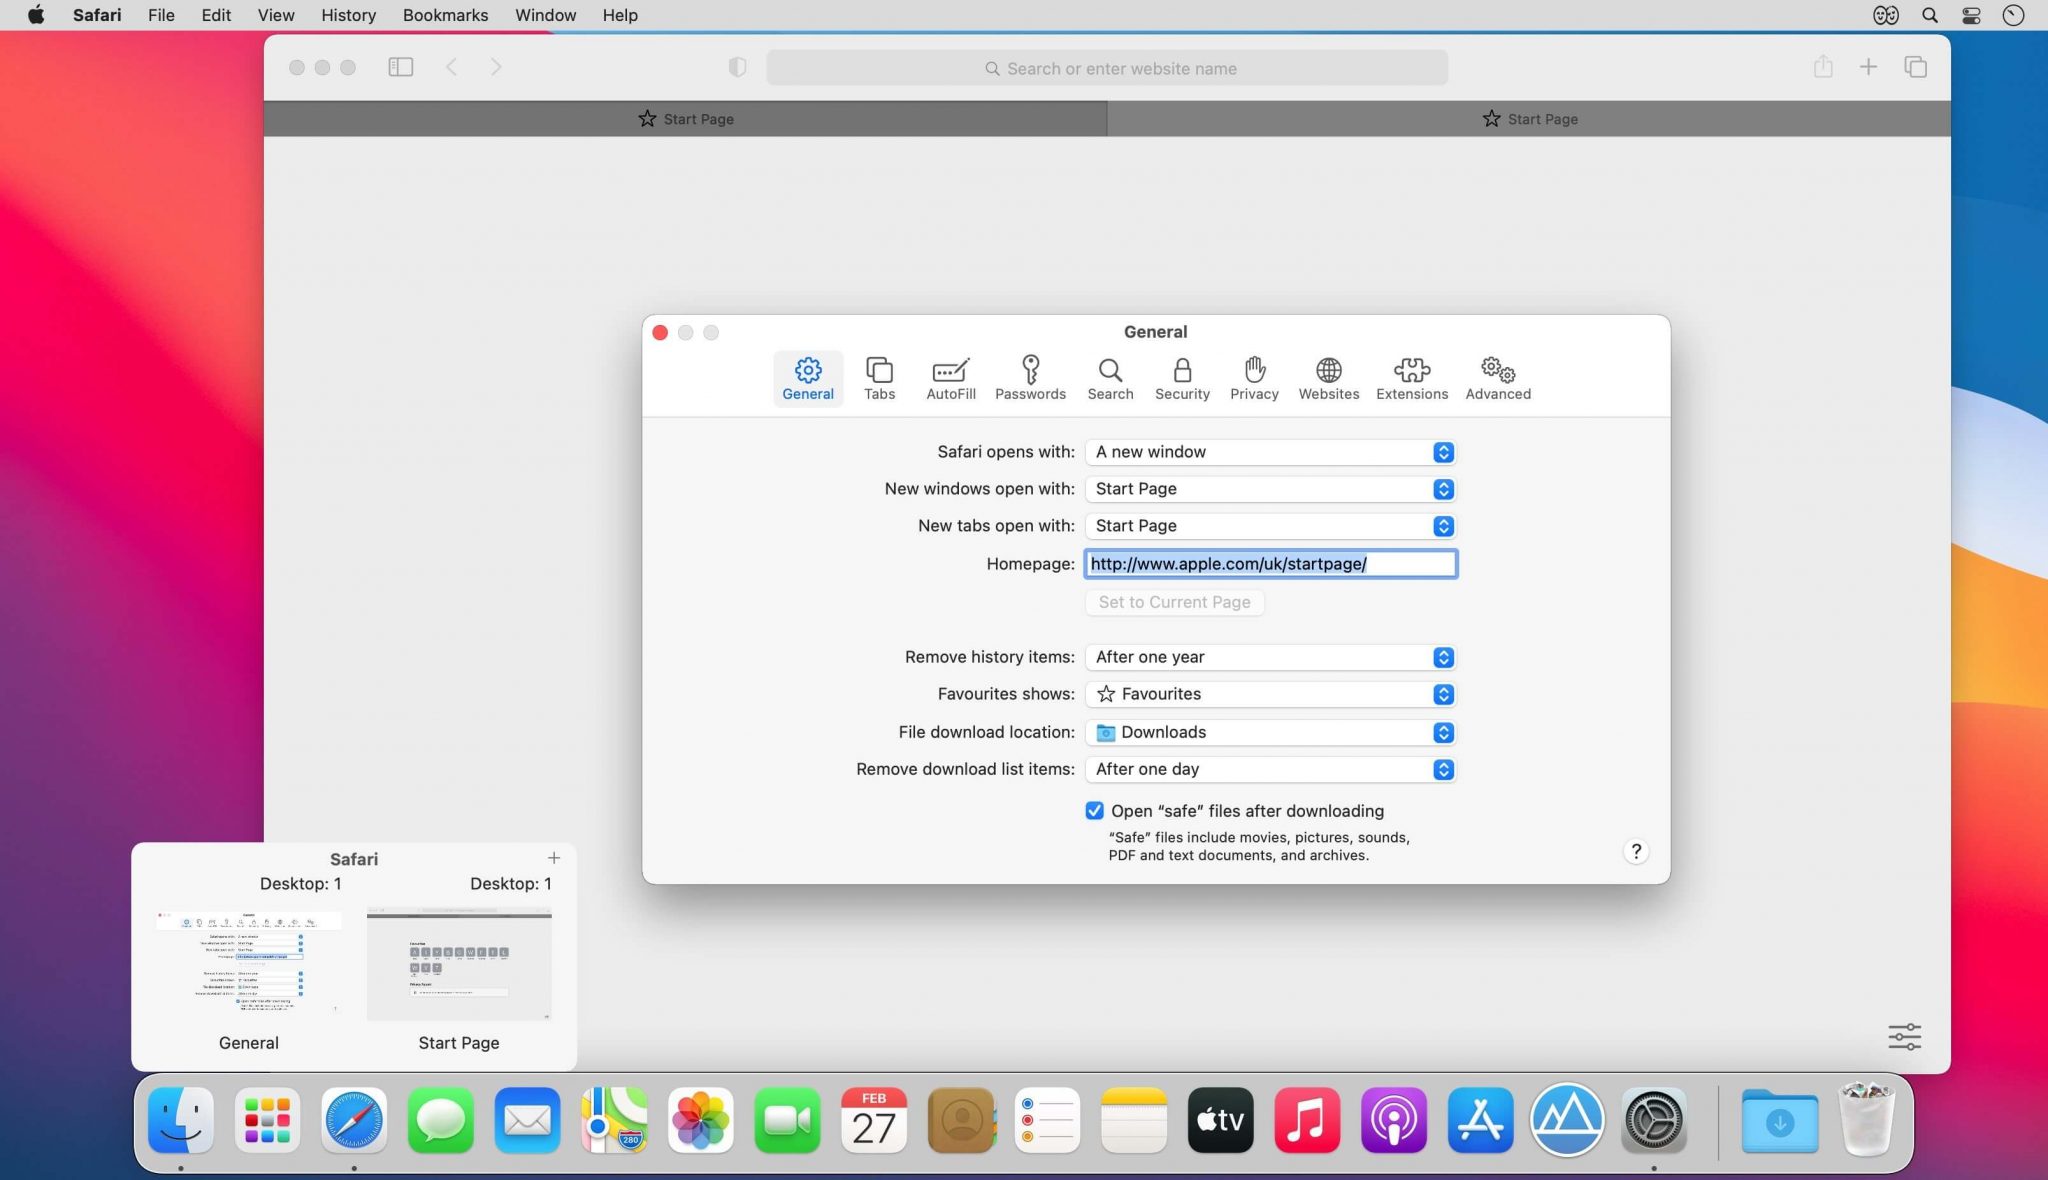 Safari File Edit View History Bookmarks Window Help
Search or enter website name
Start Page
Start Page
General
General Tabs AutoFill Passwords Search Security Privacy Websites Extensions Advanced
Safari opens with: A new window
New windows open with: Start Page
New tabs open with: Start Page
Homepage: http://www.apple.com/uk/startpage/
Set to Current Page
Remove history items: After one year
Favourites shows: Favourites
File download location: Downloads
Remove download list items: After one day
Open “safe” files after downloading
“Safe” files include movies, pictures, sounds,
PDF and text documents, and archives.
?
Safari
Desktop: 1
Desktop: 1
General
Start Page
280
FEB
27
tv